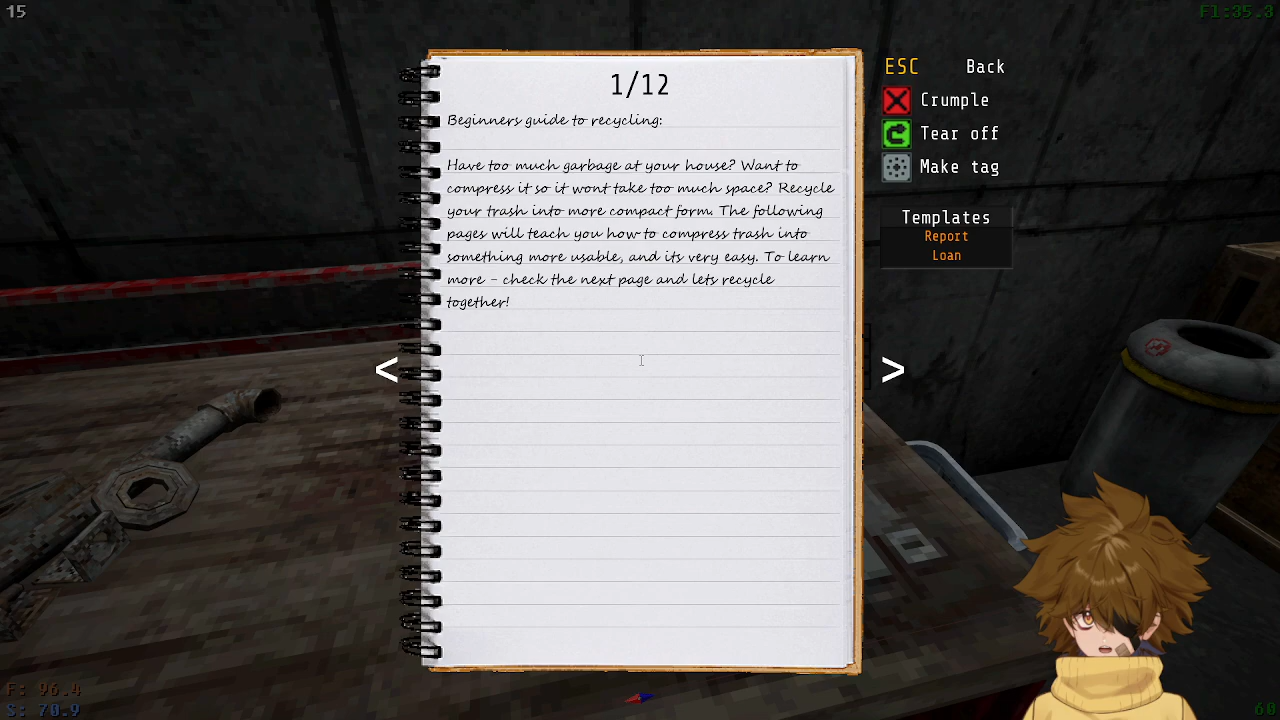 15
F1:35.3
1/12
Beginners guide to recycling:
Have too much garbage at your house? Want to
compress it so it wont take too much space? Recycle
your trash into more compact forms. The following
pages will teach you how to compress trash into
something more usable, and its very easy. To learn
more - check the next page and lets recycle
together!
ESC Back
Crumple
Tear off
Make tag
Templates
Report
Loan
<
>
F: 96.4
S: 70.9
60